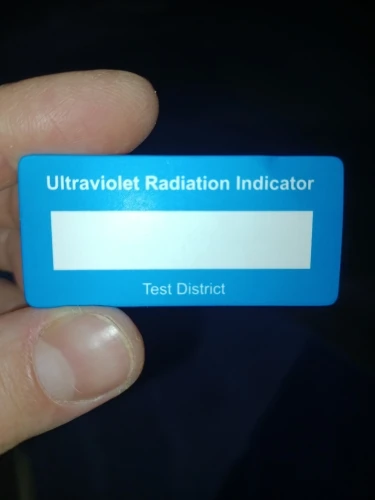 Ultraviolet Radiation Indicator
Test District